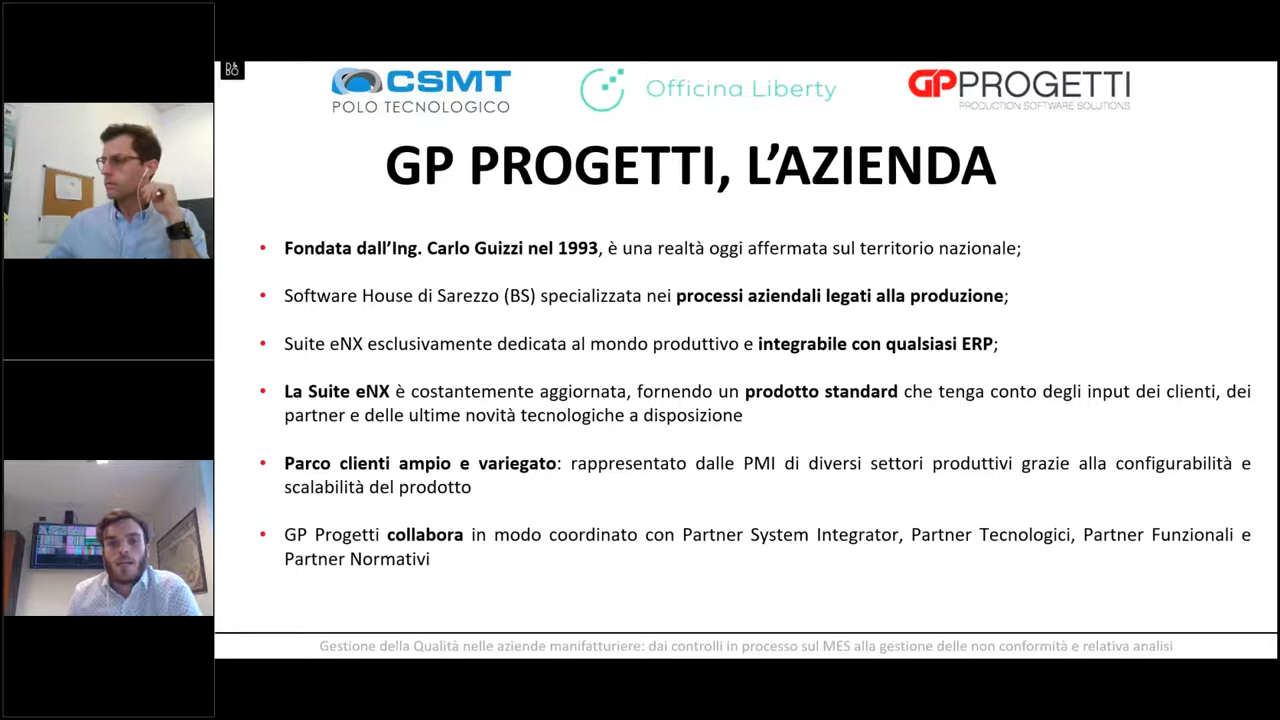 DEBO
CSMT
POLO TECNOLOGICO
Officina Liberty
GPPROGETTI
PRODUCTION SOFTWARE SOLUTIONS
GP PROGETTI, L’AZIENDA
• Fondata dall’Ing. Carlo Guizzi nel 1993, è una realtà oggi affermata sul territorio nazionale;
• Software House di Sarezzo (BS) specializzata nei processi aziendali legati alla produzione;
• Suite eNX esclusivamente dedicata al mondo produttivo e integrabile con qualsiasi ERP;
• La Suite eNX è costantemente aggiornata, fornendo un prodotto standard che tenga conto degli input dei clienti, dei
partner e delle ultime novità tecnologiche a disposizione
• Parco clienti ampio e variegato: rappresentato dalle PMI di diversi settori produttivi grazie alla configurabilità e
scalabilità del prodotto
• GP Progetti collabora in modo coordinato con Partner System Integrator, Partner Tecnologici, Partner Funzionali e
Partner Normativi
Gestione della Qualità nelle aziende manifatturiere: dai controlli in processo sul MES alla gestione delle non conformità e relativa analisi